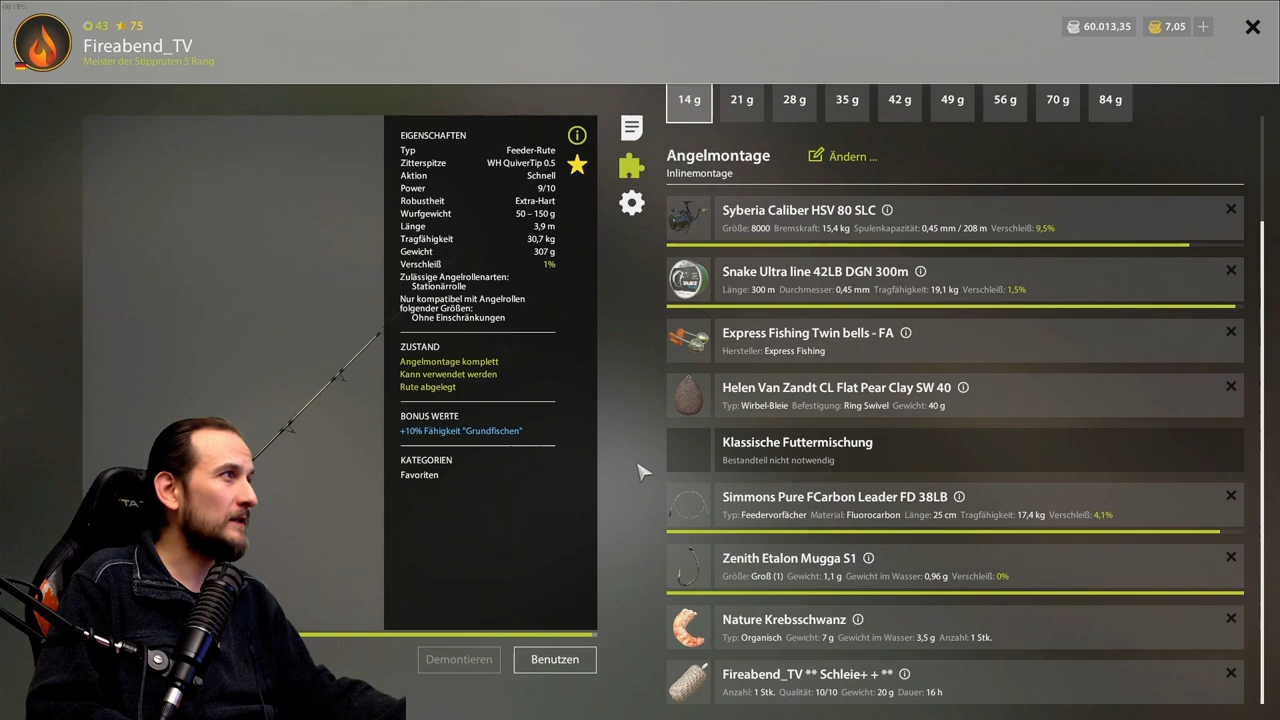 43 75
Fireabend_TV
Meister der Stippruten 5 Rang
60.013,35
7,05
14 g
21 g
28 g
35 g
42 g
49 g
56 g
70 g
84 g
EIGENSCHAFTEN
Typ Feeder-Rute
Zitterspitze WH QuiverTip 0.5
Aktion Schnell
Power 9/10
Robustheit Extra-Hart
Wurfgewicht 50 – 150 g
Länge 3,9 m
Tragfähigkeit 30,7 kg
Gewicht 307 g
Verschleiß 1%
Zulässige Angelrollenarten:
Stationärrolle
Nur kompatibel mit Angelrollen
folgender Größen:
Ohne Einschränkungen
ZUSTAND
Angelmontage komplett
Kann verwendet werden
Rute abgelegt
BONUS WERTE
+10% Fähigkeit "Grundfischen"
KATEGORIEN
Favoriten
Demontieren
Benutzen
Angelmontage
Ändern ...
Inlinemontage
Syberia Caliber HSV 80 SLC
Größe: 8000 Bremskraft: 15,4 kg Spulenkapazität: 0,45 mm / 208 m Verschleiß: 9,5%
Snake Ultra line 42LB DGN 300m
Länge: 300 m Durchmesser: 0,45 mm Tragfähigkeit: 19,1 kg Verschleiß: 1,5%
Express Fishing Twin bells - FA
Hersteller: Express Fishing
Helen Van Zandt CL Flat Pear Clay SW 40
Typ: Wirbel-Bleie Befestigung: Ring Swivel Gewicht: 40 g
Klassische Futtermischung
Bestandteil nicht notwendig
Simmons Pure FCarbon Leader FD 38LB
Typ: Feedervorfächer Material: Fluorocarbon Länge: 25 cm Tragfähigkeit: 17,4 kg Verschleiß: 4,1%
Zenith Etalon Mugga S1
Größe: Groß (1) Gewicht: 1,1 g Gewicht im Wasser: 0,96 g Verschleiß: 0%
Nature Krebsschwanz
Typ: Organisch Gewicht: 7 g Gewicht im Wasser: 3,5 g Anzahl: 1 Stk.
Fireabend_TV ** Schleie+ + **
Anzahl: 1 Stk. Qualität: 10/10 Gewicht: 20 g Dauer: 16 h